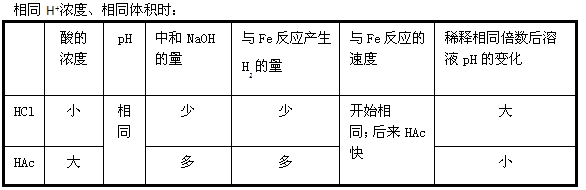 相同 H⁺浓度、相同体积时：
酸的浓度 pH 中和 NaOH 的量 与 Fe 反应产生 H₂的量 与 Fe 反应的速度 稀释相同倍数后溶液 pH 的变化
HCl 小 相同 少 少 开始相同；后来 HAc 快 大
HAc 大 多 多 小